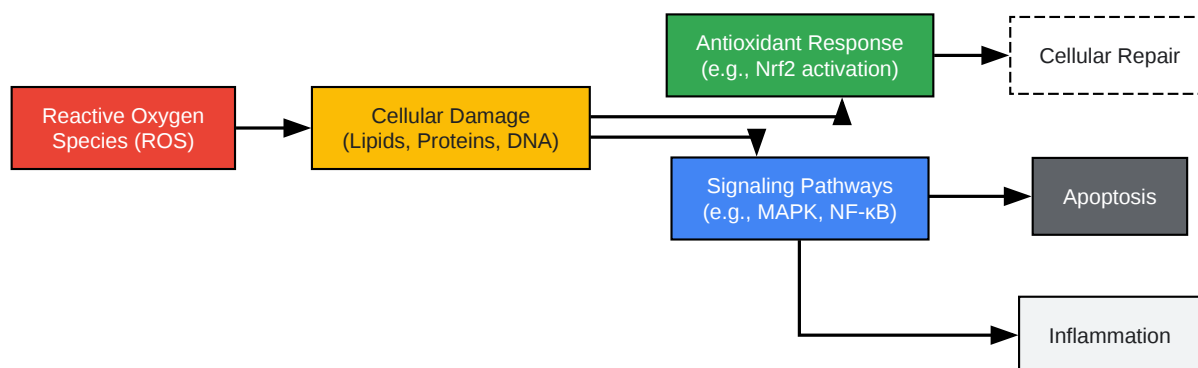 Reactive Oxygen
Species (ROS)
Cellular Damage
(Lipids, Proteins, DNA)
Antioxidant Response
(e.g., Nrf2 activation)
Cellular Repair
Signaling Pathways
(e.g., MAPK, NF-κB)
Apoptosis
Inflammation